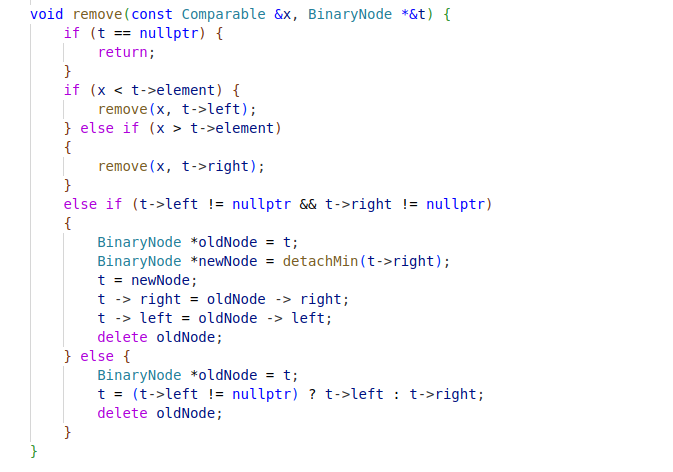 void remove(const Comparable &x, BinaryNode *&t) {
    if (t == nullptr) {
        return;
    }
    if (x < t->element) {
        remove(x, t->left);
    } else if (x > t->element)
    {
        remove(x, t->right);
    }
    else if (t->left != nullptr && t->right != nullptr)
    {
        BinaryNode *oldNode = t;
        BinaryNode *newNode = detachMin(t->right);
        t = newNode;
        t -> right = oldNode -> right;
        t -> left = oldNode -> left;
        delete oldNode;
    } else {
        BinaryNode *oldNode = t;
        t = (t->left != nullptr) ? t->left : t->right;
        delete oldNode;
    }
}